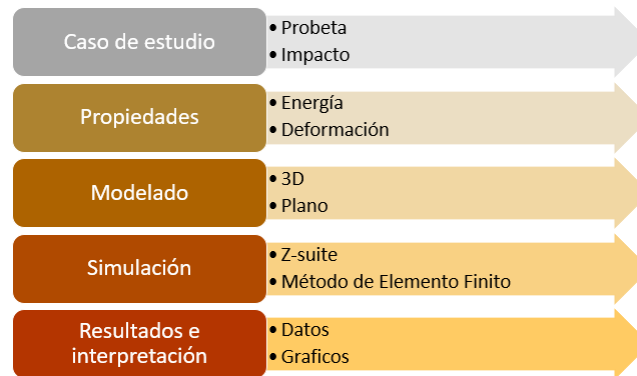 Caso de estudio
• Probeta
• Impacto
Propiedades
• Energía
• Deformación
Modelado
• 3D
• Plano
Simulación
• Z-suite
• Método de Elemento Finito
Resultados e
interpretación
• Datos
• Graficos